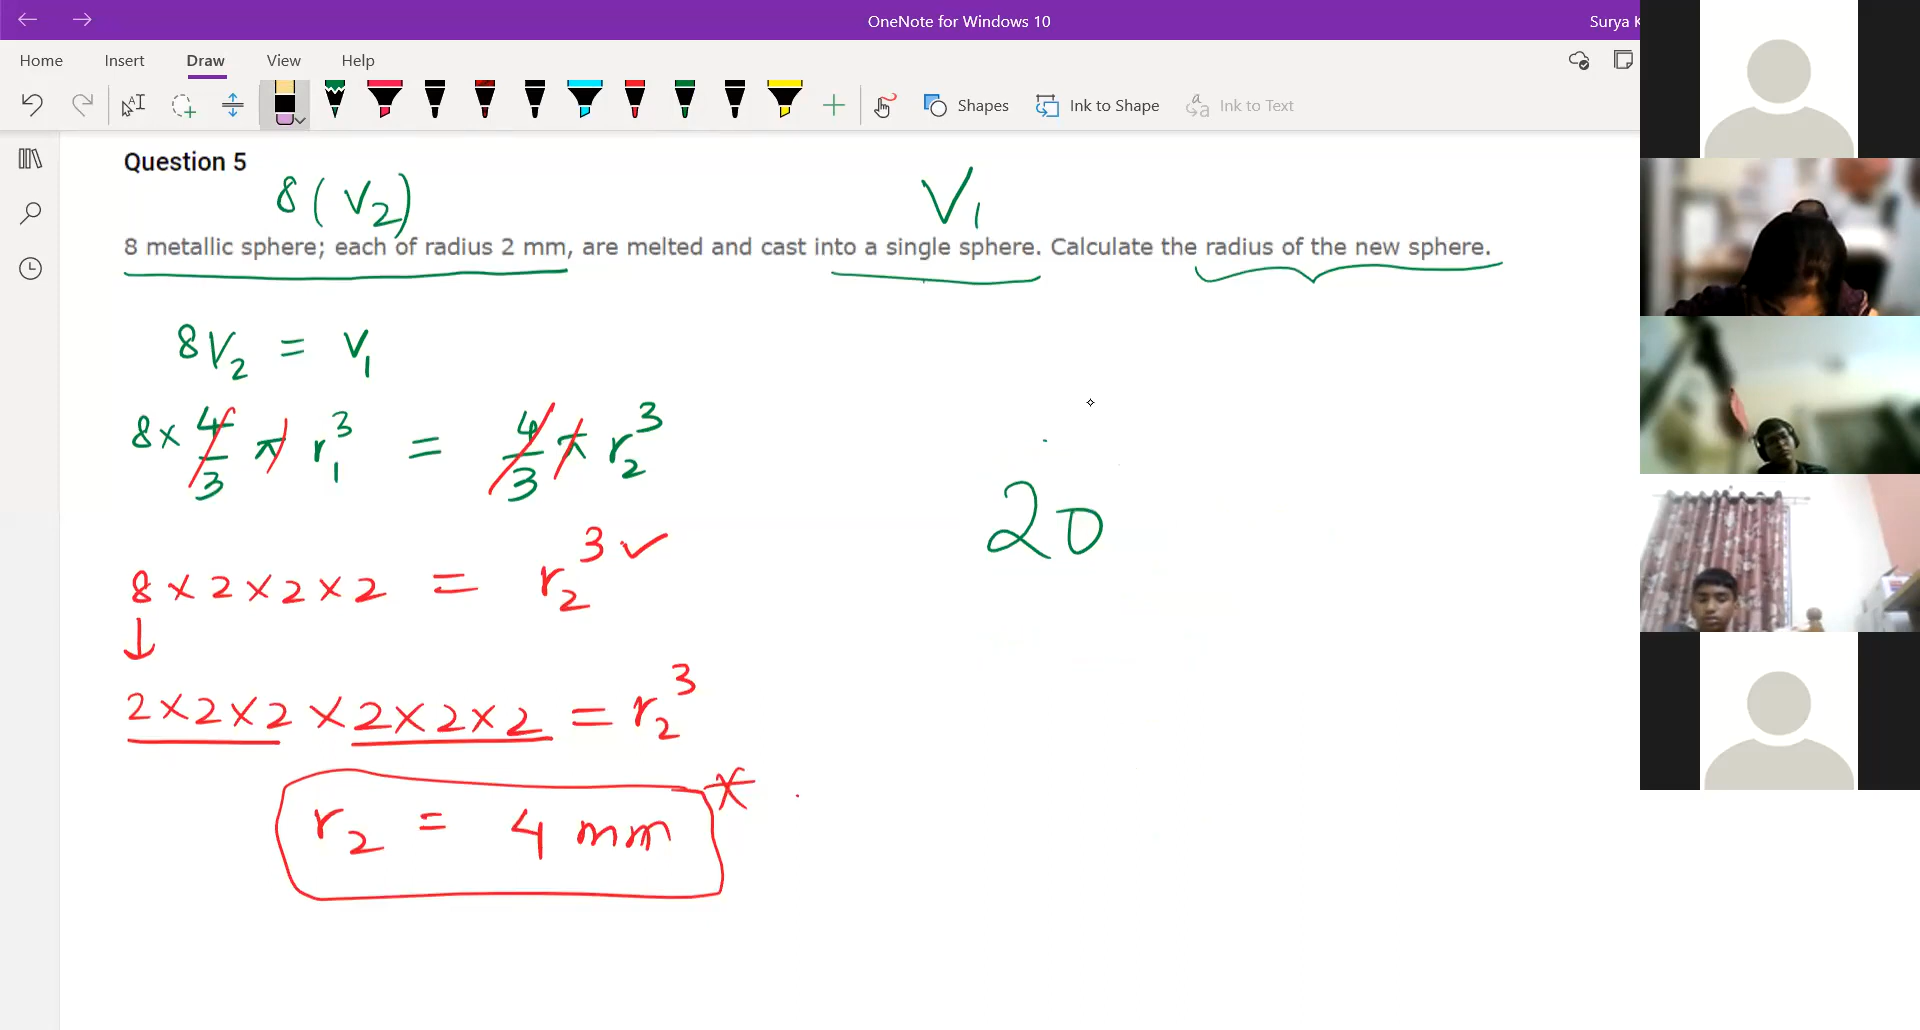 OneNote for Windows 10
Surya K
Home Insert Draw View Help
Shapes Ink to Shape Ink to Text
Question 5
8 ( V₂ ) V₁
8 metallic sphere; each of radius 2 mm, are melted and cast into a single sphere. Calculate the radius of the new sphere.
8V₂ = V₁
8 × 4/3 π r₁³ = 4/3 π r₂³
20
8 × 2 × 2 × 2 = r₂³ ✓
↓
2 × 2 × 2 × 2 × 2 × 2 = r₂³
r₂ = 4 mm *